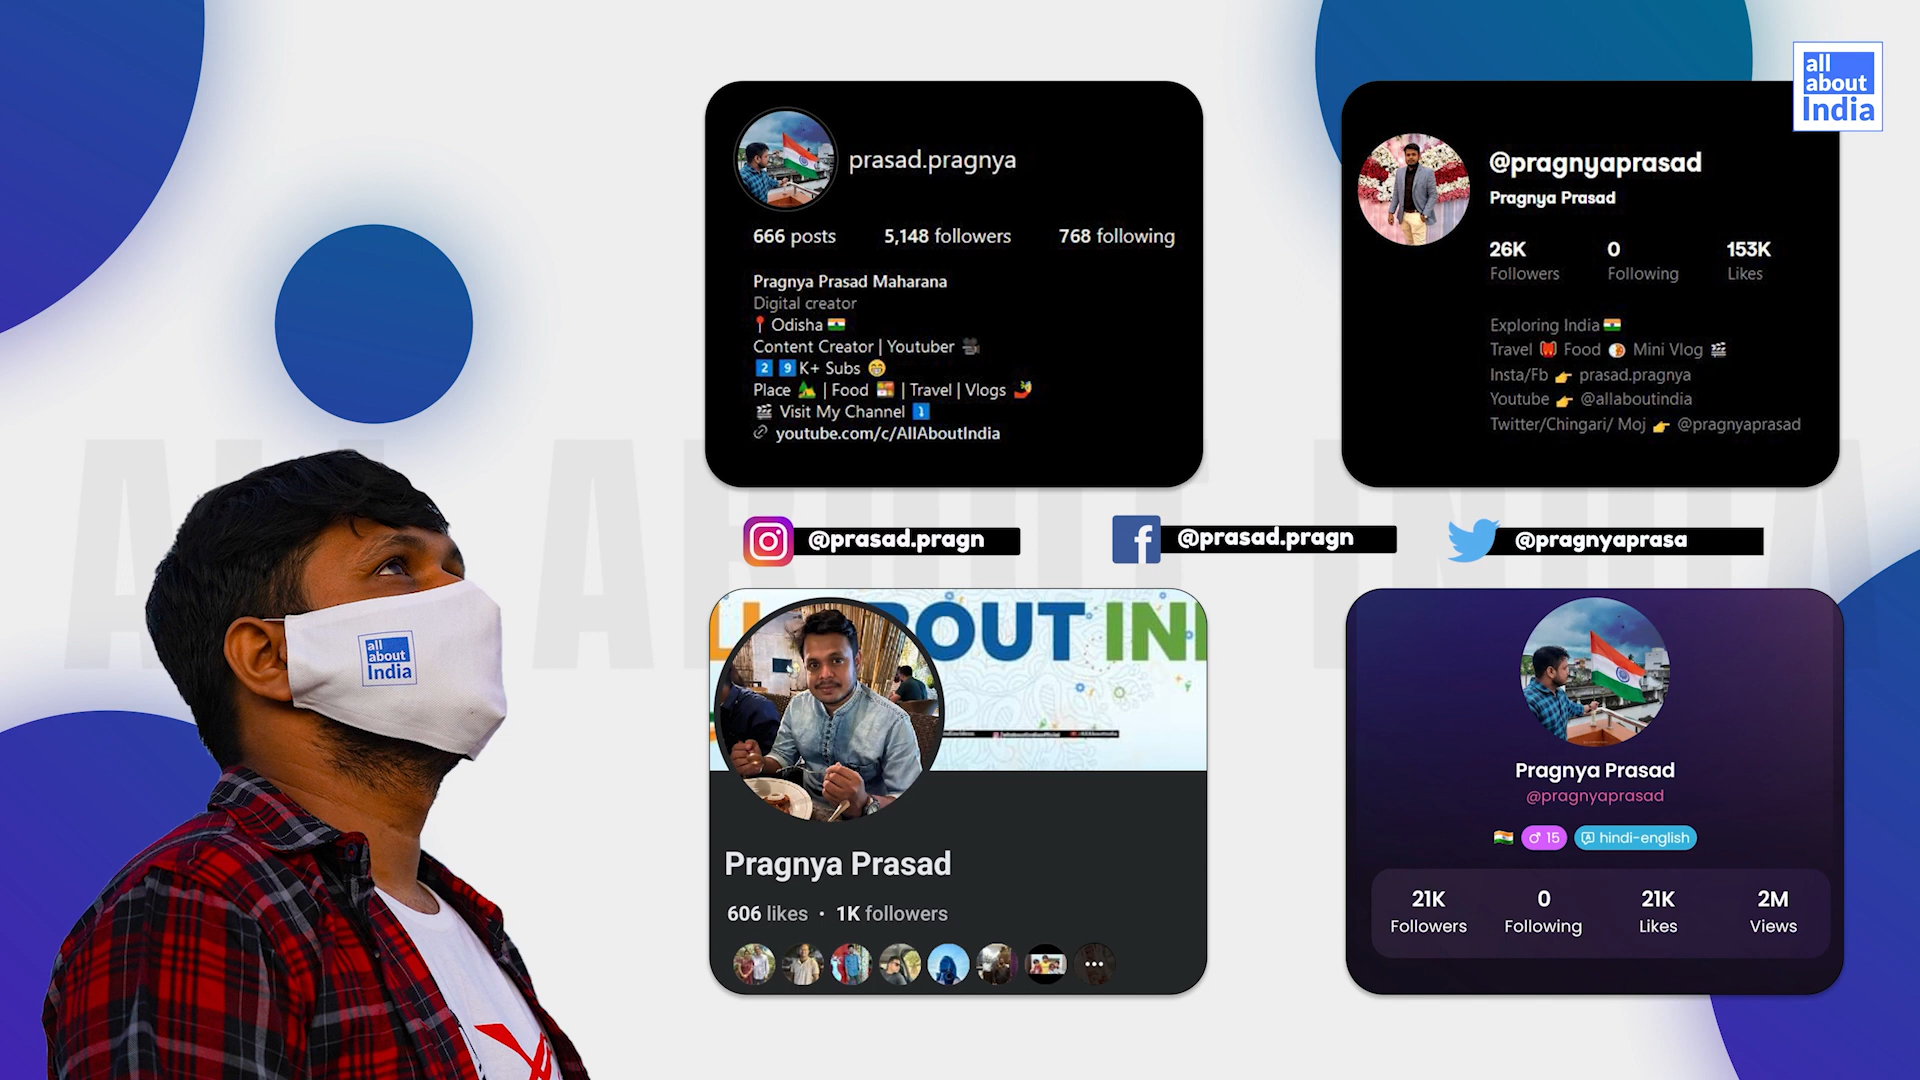 all
about
India
prasad.pragnya
666 posts 5,148 followers 768 following
Pragnya Prasad Maharana
Digital creator
📍 Odisha 🇮🇳
Content Creator | Youtuber 🎥
2️⃣ 9️⃣ K+ Subs 😁
Place 🏕️ | Food 🍱 | Travel | Vlogs 🤳
🎬 Visit My Channel ⤵️
youtube.com/c/AllAboutIndia
@pragnyaprasad
Pragnya Prasad
26K 0 153K
Followers Following Likes
Exploring India 🇮🇳
Travel 🎒 Food 🍛 Mini Vlog 🎬
Insta/Fb 👉 prasad.pragnya
Youtube 👉 @allaboutindia
Twitter/Chingari/ Moj 👉 @pragnyaprasad
ALL ABOUT INDIA
@prasad.pragn
@prasad.pragn
@pragnyaprasa
all
about
India
OUT INI
Pragnya Prasad
606 likes • 1K followers
Pragnya Prasad
@pragnyaprasad
🇮🇳 ♂ 15 hindi-english
21K 0 21K 2M
Followers Following Likes Views